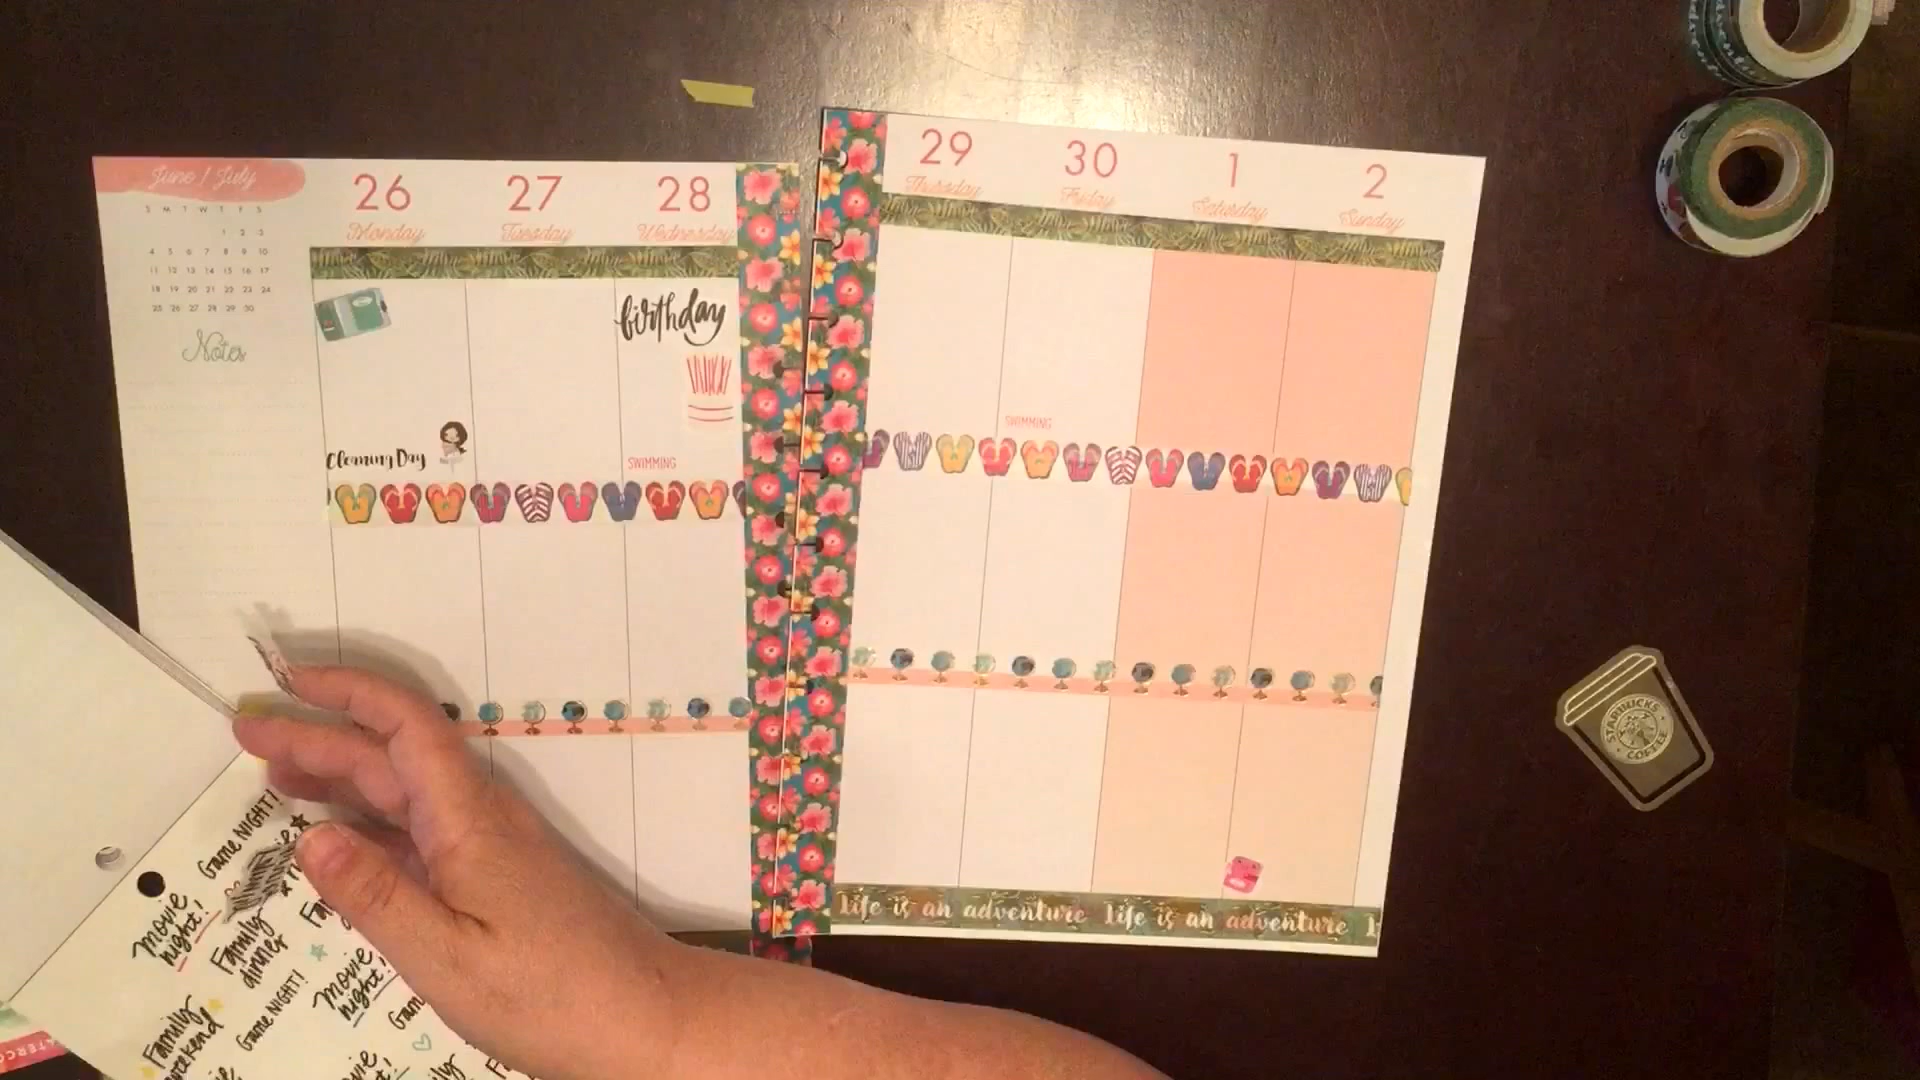 June / July
S M T W T F S
1 2 3
4 5 6 7 8 9 10
11 12 13 14 15 16 17
18 19 20 21 22 23 24
25 26 27 28 29 30
Notes
26 27 28
Monday Tuesday Wednesday
birthday
Cleaning Day
SWIMMING
29 30 1 2
Thursday Friday Saturday Sunday
SWIMMING
Life is an adventure Life is an adventure
STARBUCKS
COFFEE
Game NIGHT!
movie
night!
Family
dinner
Game NIGHT!
movie
night!
Family
weekend